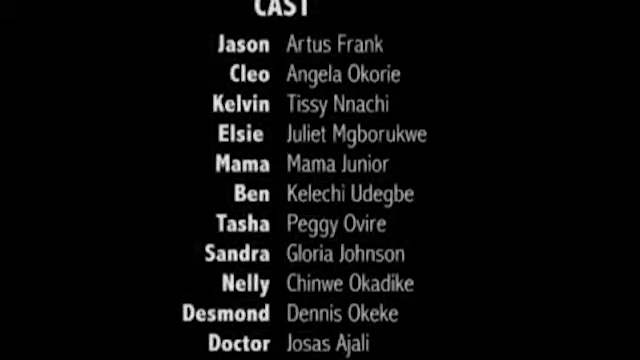 CAST
Jason Artus Frank
Cleo Angela Okorie
Kelvin Tissy Nnachi
Elsie Juliet Mgborukwe
Mama Mama Junior
Ben Kelechi Udegbe
Tasha Peggy Ovire
Sandra Gloria Johnson
Nelly Chinwe Okadike
Desmond Dennis Okeke
Doctor Josas Ajali